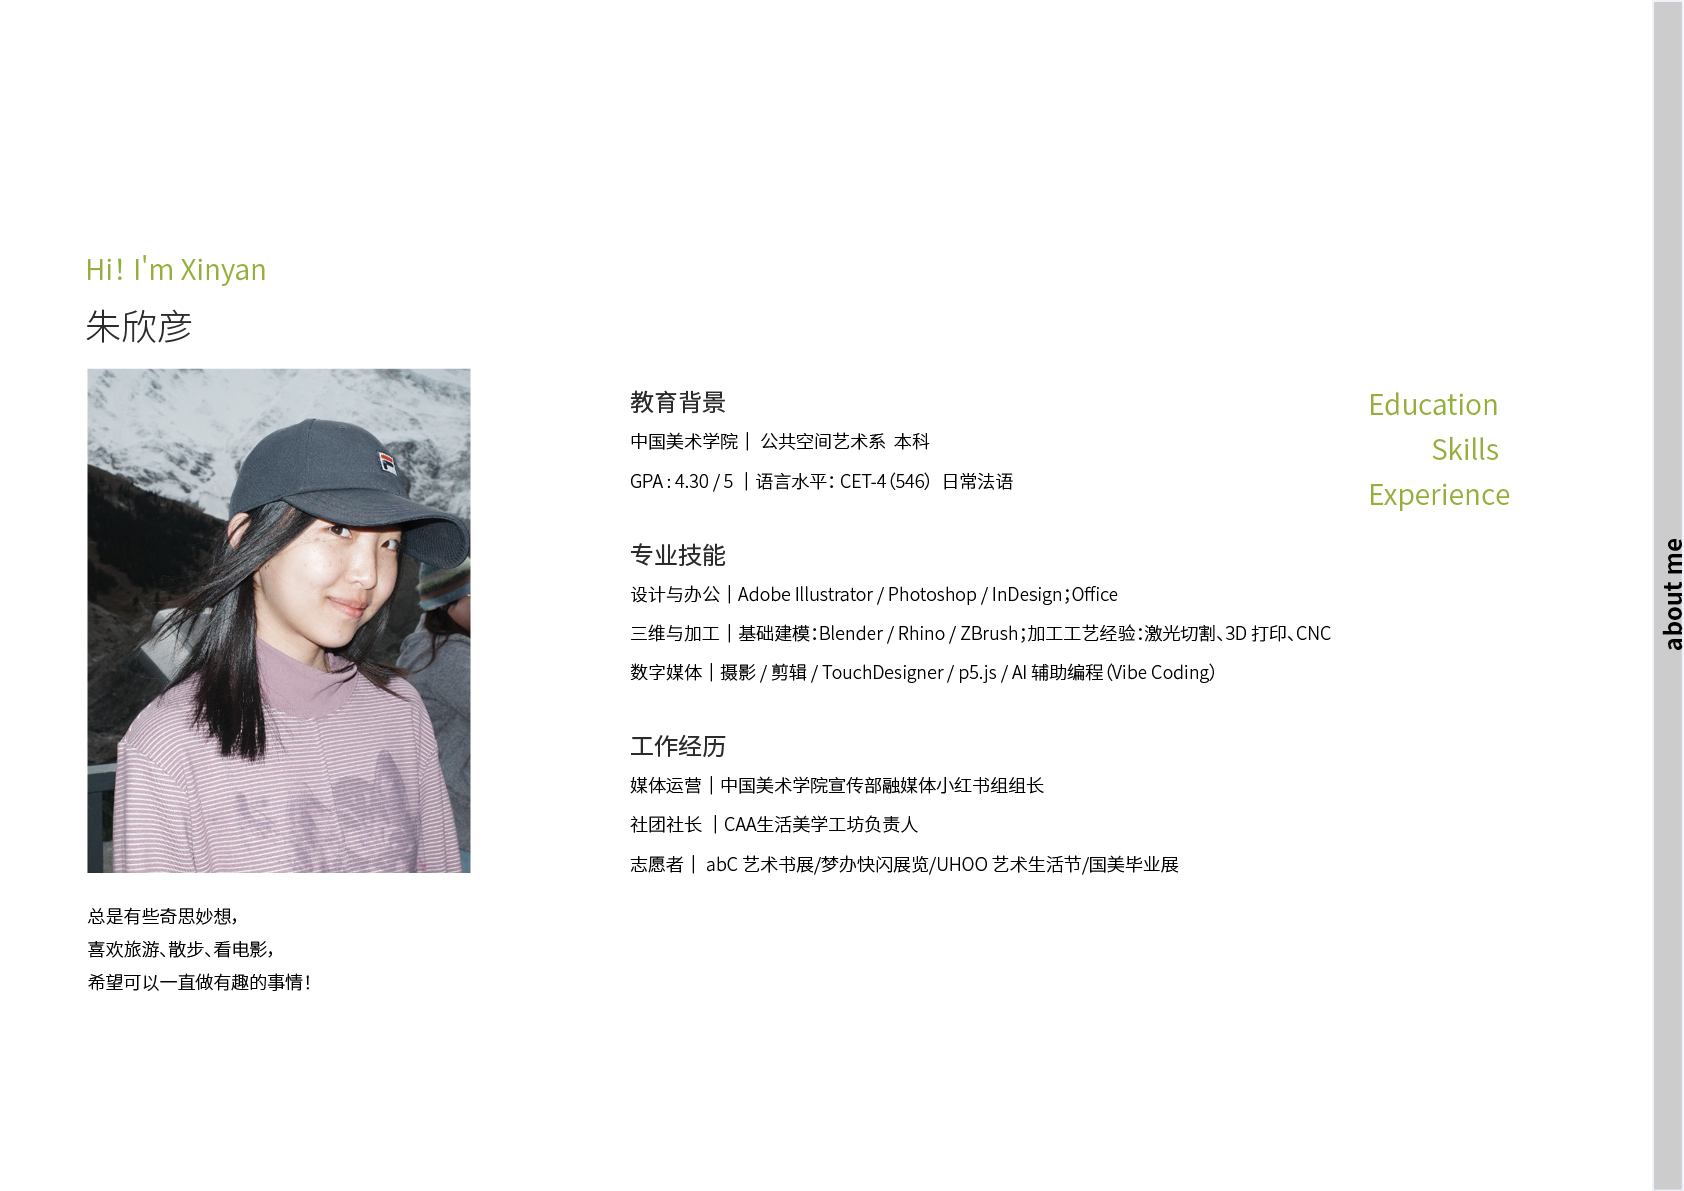 Hi! I'm Xinyan
朱欣彦
总是有些奇思妙想，
喜欢旅游、散步、看电影，
希望可以一直做有趣的事情！
教育背景
中国美术学院｜ 公共空间艺术系 本科
GPA : 4.30 / 5 ｜语言水平：CET-4（546） 日常法语
专业技能
设计与办公｜Adobe Illustrator / Photoshop / InDesign；Office
三维与加工｜基础建模：Blender / Rhino / ZBrush；加工工艺经验：激光切割、3D 打印、CNC
数字媒体｜摄影 / 剪辑 / TouchDesigner / p5.js / AI 辅助编程（Vibe Coding）
工作经历
媒体运营｜中国美术学院宣传部融媒体小红书组组长
社团社长 ｜CAA生活美学工坊负责人
志愿者｜ abC 艺术书展/梦办快闪展览/UHOO 艺术生活节/国美毕业展
Education
Skills
Experience
about me